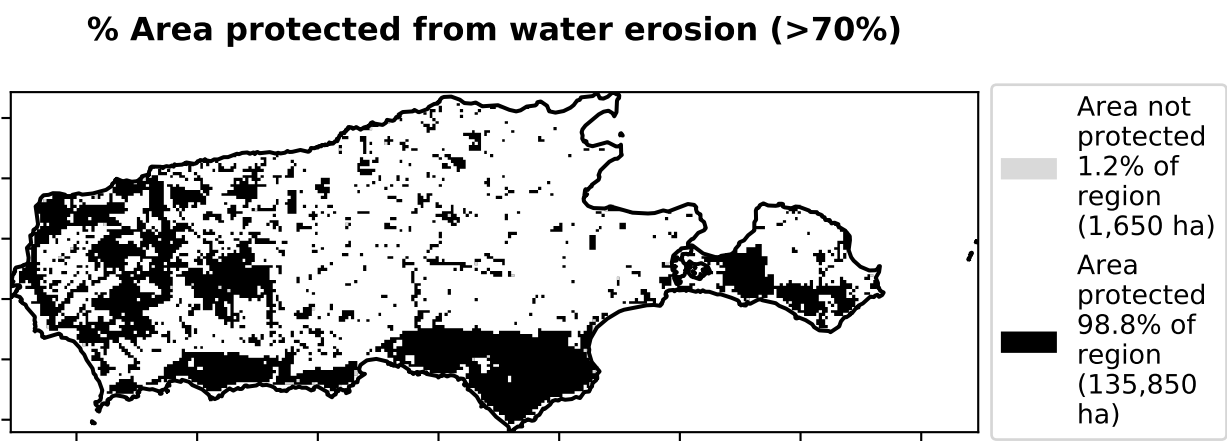 % Area protected from water erosion (>70%)
Area not
protected
1.2% of
region
(1,650 ha)
Area
protected
98.8% of
region
(135,850
ha)